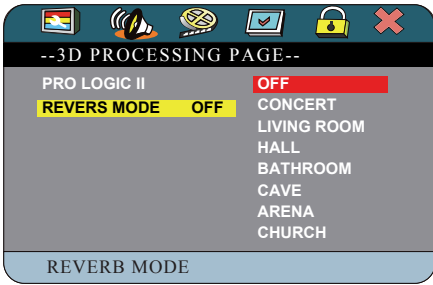 --3D PROCESSING PAGE--
PRO LOGIC II
REVERS MODE OFF
OFF
CONCERT
LIVING ROOM
HALL
BATHROOM
CAVE
ARENA
CHURCH
REVERB MODE